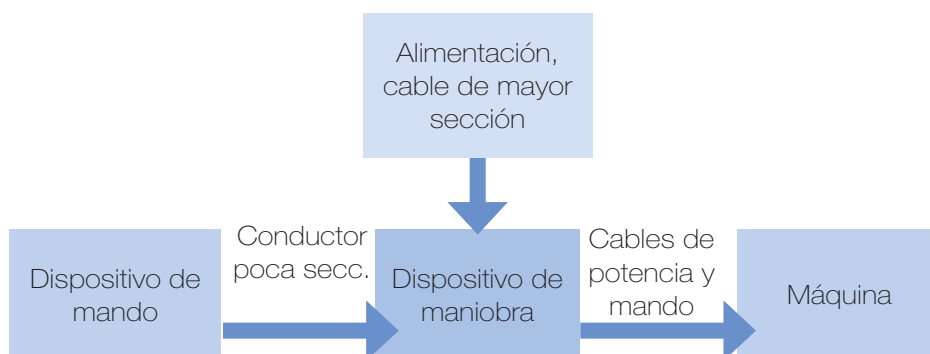 Alimentación,
cable de mayor
sección
Dispositivo de
mando
Conductor
poca secc.
Dispositivo de
maniobra
Cables de
potencia y
mando
Máquina